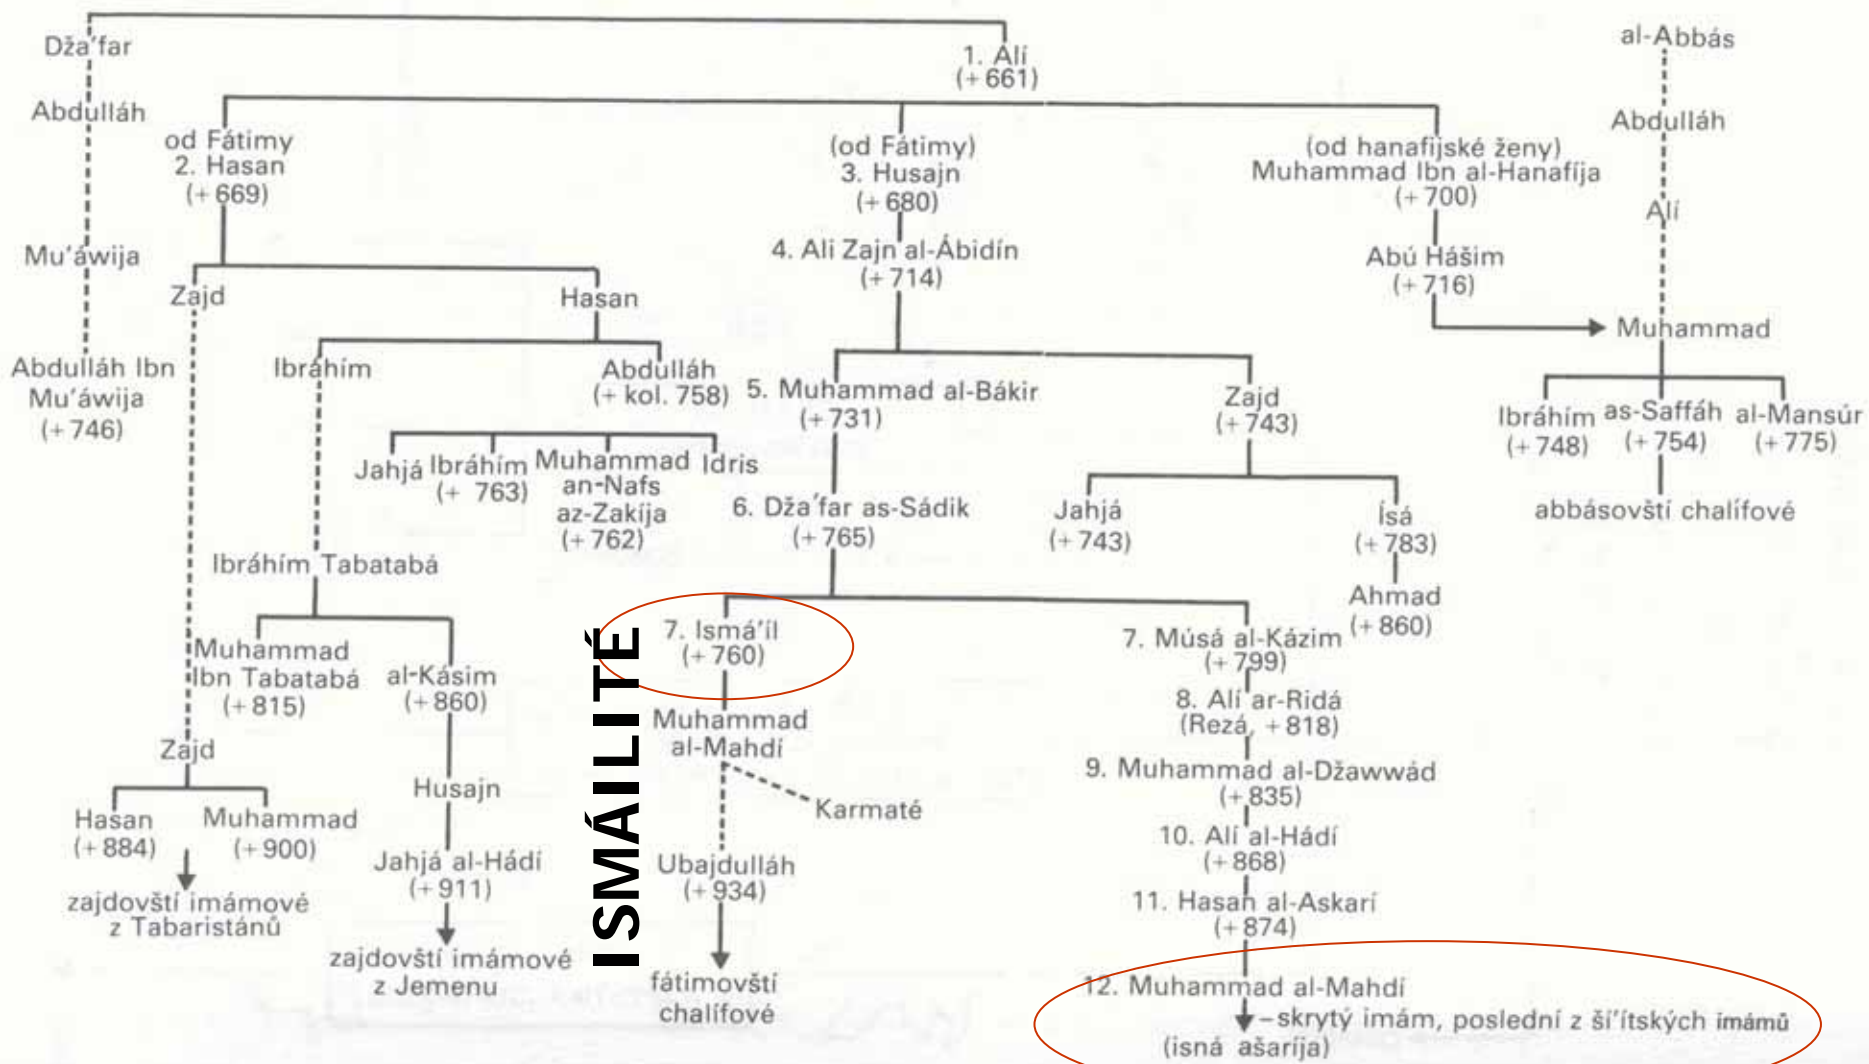 Dža'far
1. Alí
(+ 661)
al-Abbás
Abdulláh
od Fátimy
2. Hasan
(+ 669)
(od Fátimy)
3. Husajn
(+ 680)
(od hanafijské ženy)
Muhammad Ibn al-Hanafíja
(+ 700)
Abdulláh
Alí
Mu'áwija
Zajd
Hasan
4. Ali Zajn al-Ábidín
(+ 714)
Abú Hášim
(+ 716)
Muhammad
Abdulláh Ibn
Mu'áwija
(+ 746)
Ibráhím
Abdulláh
(+ kol. 758)
5. Muhammad al-Bákir
(+ 731)
Zajd
(+ 743)
Ibráhím
(+ 748)
as-Saffáh
(+ 754)
al-Mansúr
(+ 775)
Jahjá
Ibráhím
(+ 763)
Muhammad
an-Nafs
az-Zakíja
(+ 762)
Idris
6. Dža'far as-Sádik
(+ 765)
Jahjá
(+ 743)
Ísá
(+ 783)
abbásovští chalífové
Ibráhím Tabatabá
Ahmad
(+ 860)
ISMÁILITÉ
7. Ismá'íl
(+ 760)
7. Músá al-Kázim
(+ 799)
Muhammad
Ibn Tabatabá
(+ 815)
al-Kásim
(+ 860)
Muhammad
al-Mahdí
8. Alí ar-Ridá
(Rezá, + 818)
Zajd
Husajn
Karmaté
9. Muhammad al-Džawwád
(+ 835)
Hasan
(+ 884)
Muhammad
(+ 900)
Jahjá al-Hádí
(+ 911)
Ubajdulláh
(+ 934)
10. Alí al-Hádí
(+ 868)
zajdovští imámové
z Tabaristánů
11. Hasan al-Askarí
(+ 874)
zajdovští imámové
z Jemenu
fátimovští
chalífové
12. Muhammad al-Mahdí
– skrytý imám, poslední z ší'ítských imámů
(isná ašaríja)